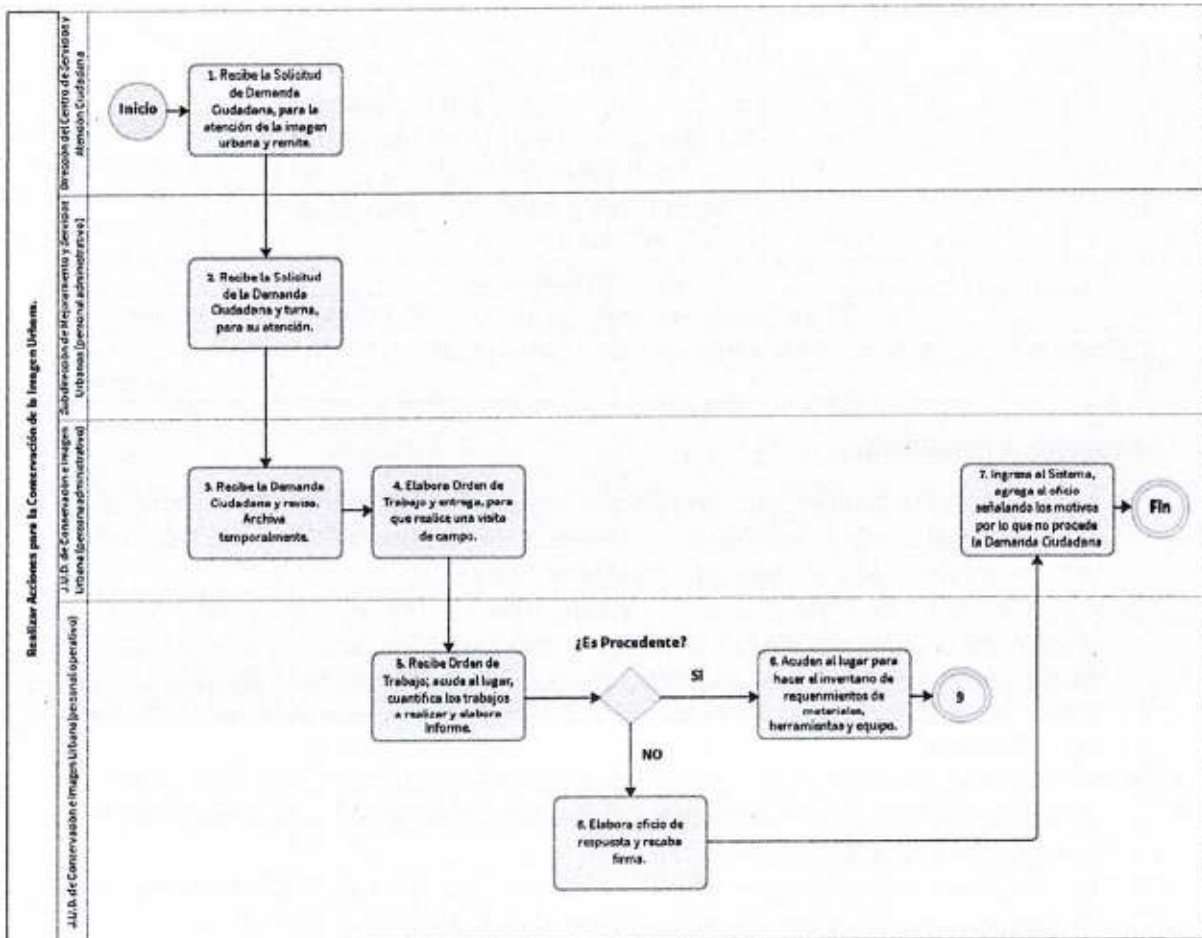 Realizar Acciones para la Conservación de la Imagen Urbana.
Dirección del Centro de Servicios y
Atención Ciudadana
Inicio
1. Recibe la Solicitud
de Demanda
Ciudadana, para la
atención de la imagen
urbana y remite.
Subdirección de Mejoramiento y Servicios
Urbanos (personal administrativo)
2. Recibe la Solicitud
de la Demanda
Ciudadana y turna,
para su atención.
J.U.D. de Conservación e Imagen
Urbana (personal administrativo)
3. Recibe la Demanda
Ciudadana y revisa.
Archiva
temporalmente.
4. Elabora Orden de
Trabajo y entrega, para
que realice una visita
de campo.
7. Ingresa al Sistema,
agrega el oficio
señalando los motivos
por lo que no procede
la Demanda Ciudadana
Fin
J.U.D. de Conservación e Imagen Urbana (personal operativo)
5. Recibe Orden de
Trabajo; acude al lugar,
cuantifica los trabajos
a realizar y elabora
informe.
¿Es Procedente?
SI
NO
8. Acuden al lugar para
hacer el inventario de
requerimientos de
materiales,
herramientas y equipo.
9
6. Elabora oficio de
respuesta y recaba
firma.